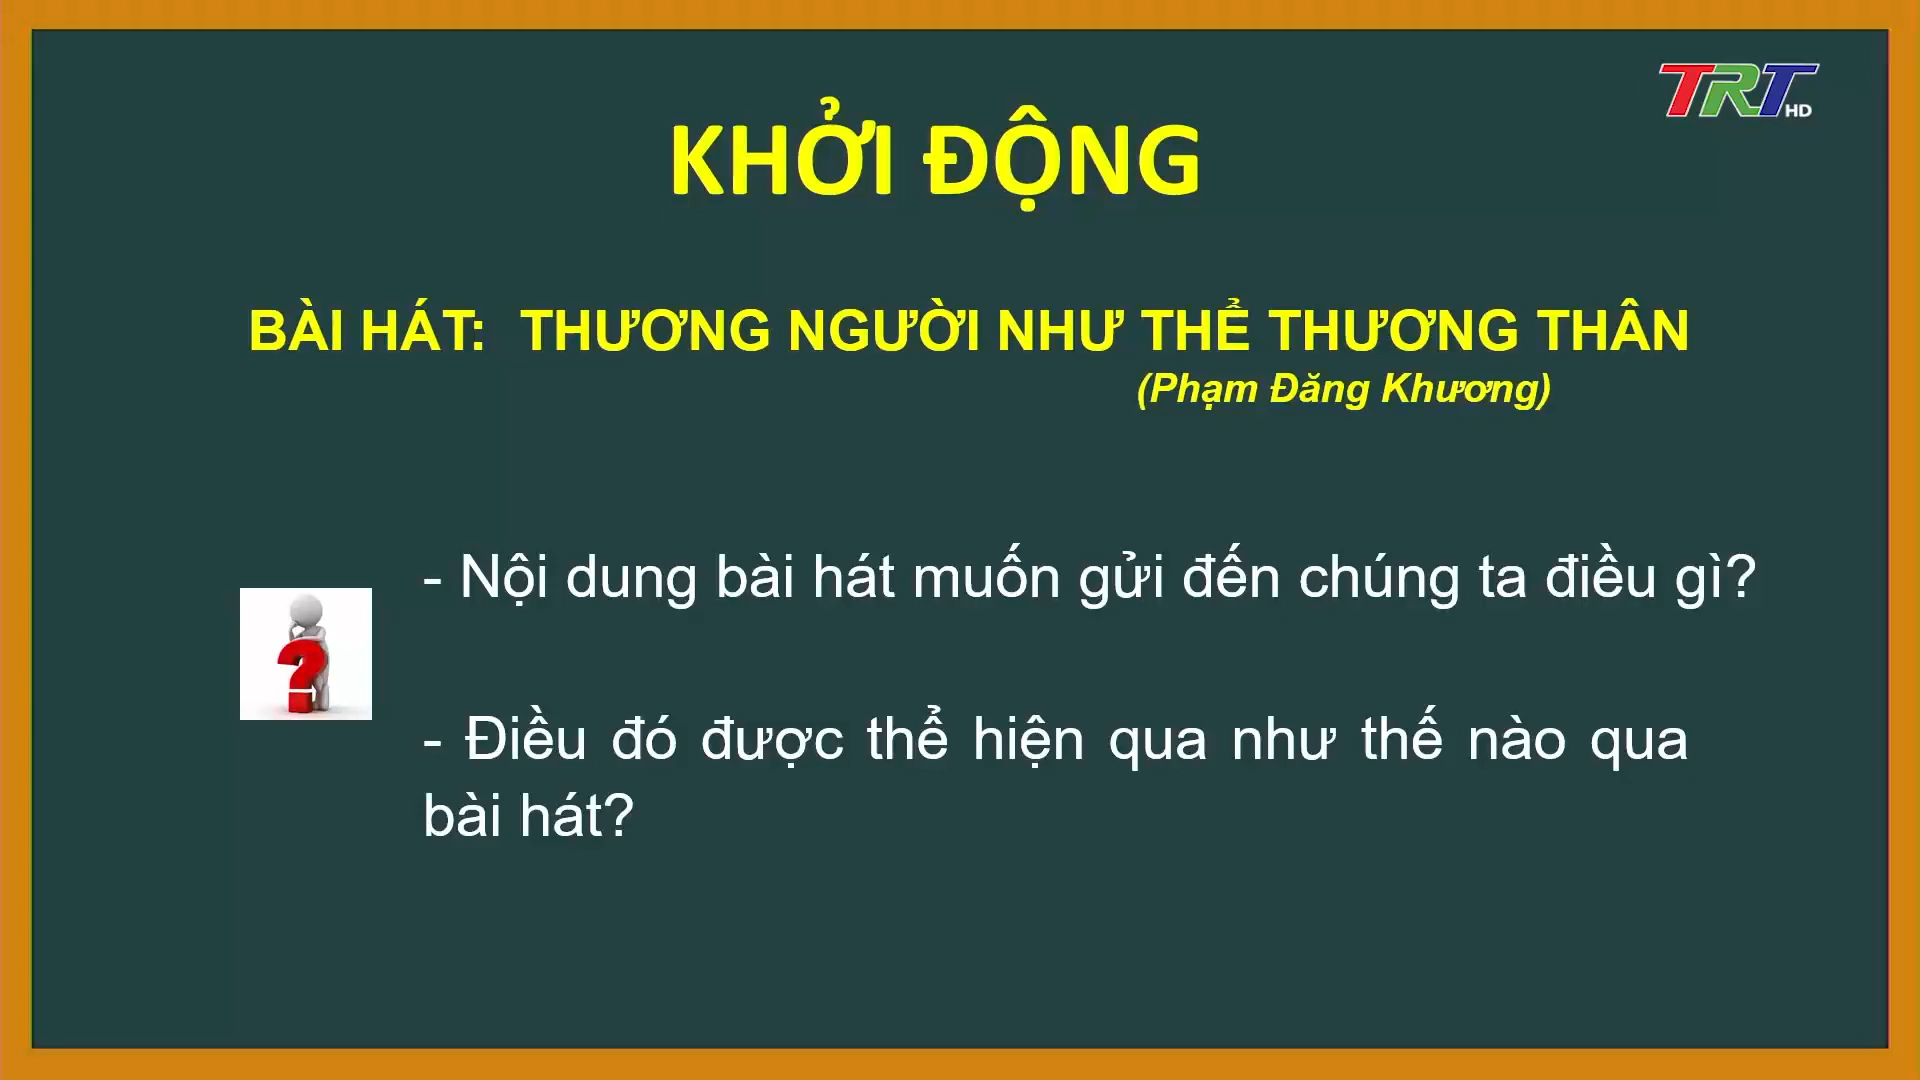 TRT HD
KHỞI ĐỘNG
BÀI HÁT: THƯƠNG NGƯỜI NHƯ THỂ THƯƠNG THÂN
(Phạm Đăng Khương)
- Nội dung bài hát muốn gửi đến chúng ta điều gì?
- Điều đó được thể hiện qua như thế nào qua
bài hát?